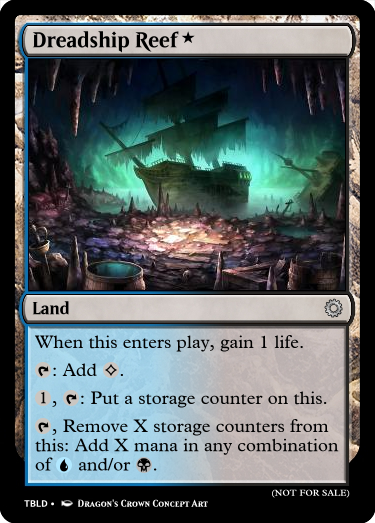 Dreadship Reef ★
Land
When this enters play, gain 1 life.
: Add .
1, : Put a storage counter on this.
, Remove X storage counters from
this: Add X mana in any combination
of and/or .
(NOT FOR SALE)
TBLD • Dragon's Crown Concept Art